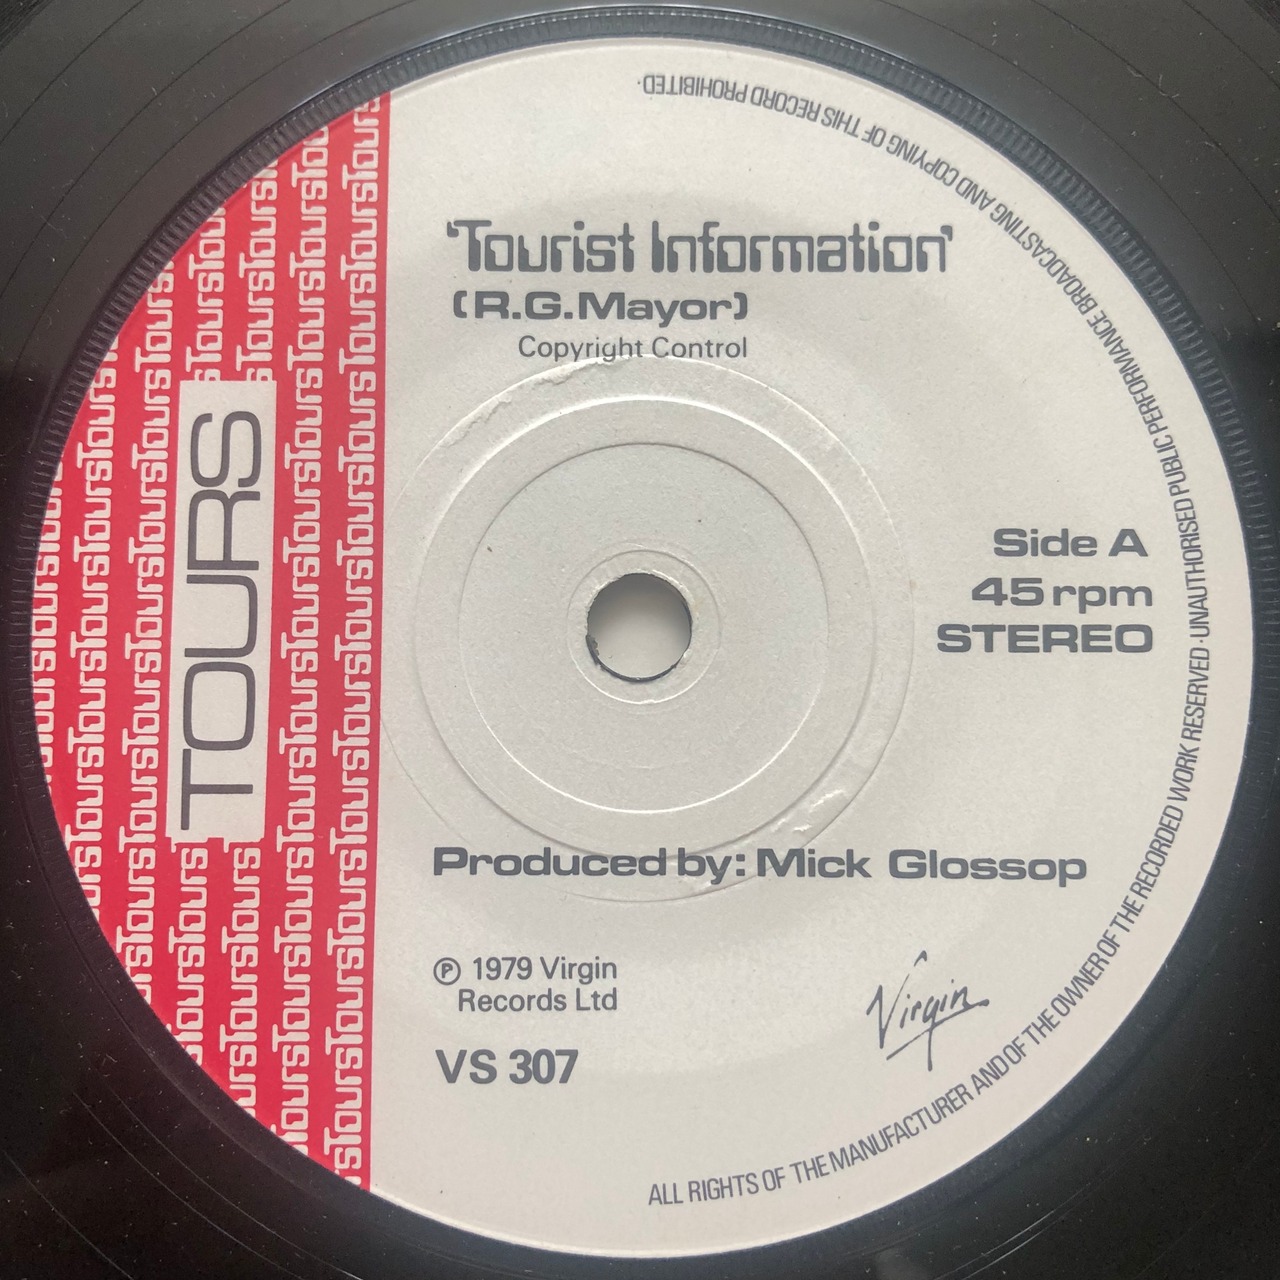 'Tourist Information'
(R.G.Mayor)
Copyright Control
TOURS
Side A
45 rpm
STEREO
Produced by: Mick Glossop
℗ 1979 Virgin
Records Ltd
VS 307
Virgin
ALL RIGHTS OF THE MANUFACTURER AND OF THE OWNER OF THE RECORDED WORK RESERVED · UNAUTHORISED PUBLIC PERFORMANCE BROADCASTING AND COPYING OF THIS RECORD PROHIBITED·
ToursToursToursToursToursToursTours